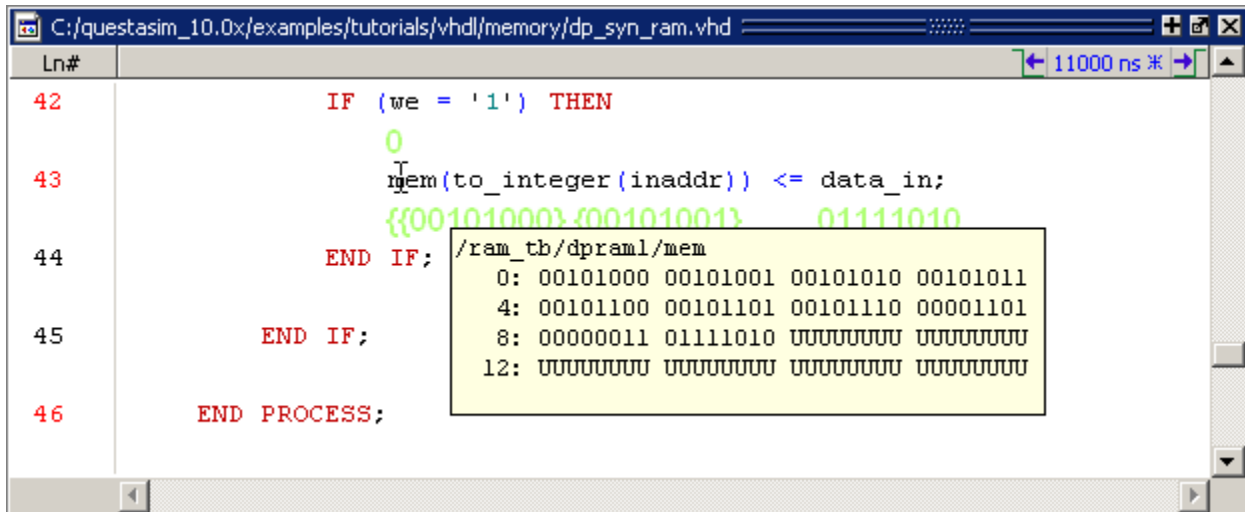 C:/questasim_10.0x/examples/tutorials/vhdl/memory/dp_syn_ram.vhd
Ln# 11000 ns
42 IF (we = '1') THEN
0
43 mem(to_integer(inaddr)) <= data_in;
{{00101000} {00101001} 01111010
44 END IF;
/ram_tb/dpram1/mem
0: 00101000 00101001 00101010 00101011
4: 00101100 00101101 00101110 00001101
45 END IF;
8: 00000011 01111010 UUUUUUUU UUUUUUUU
12: UUUUUUUU UUUUUUUU UUUUUUUU UUUUUUUU
46 END PROCESS;